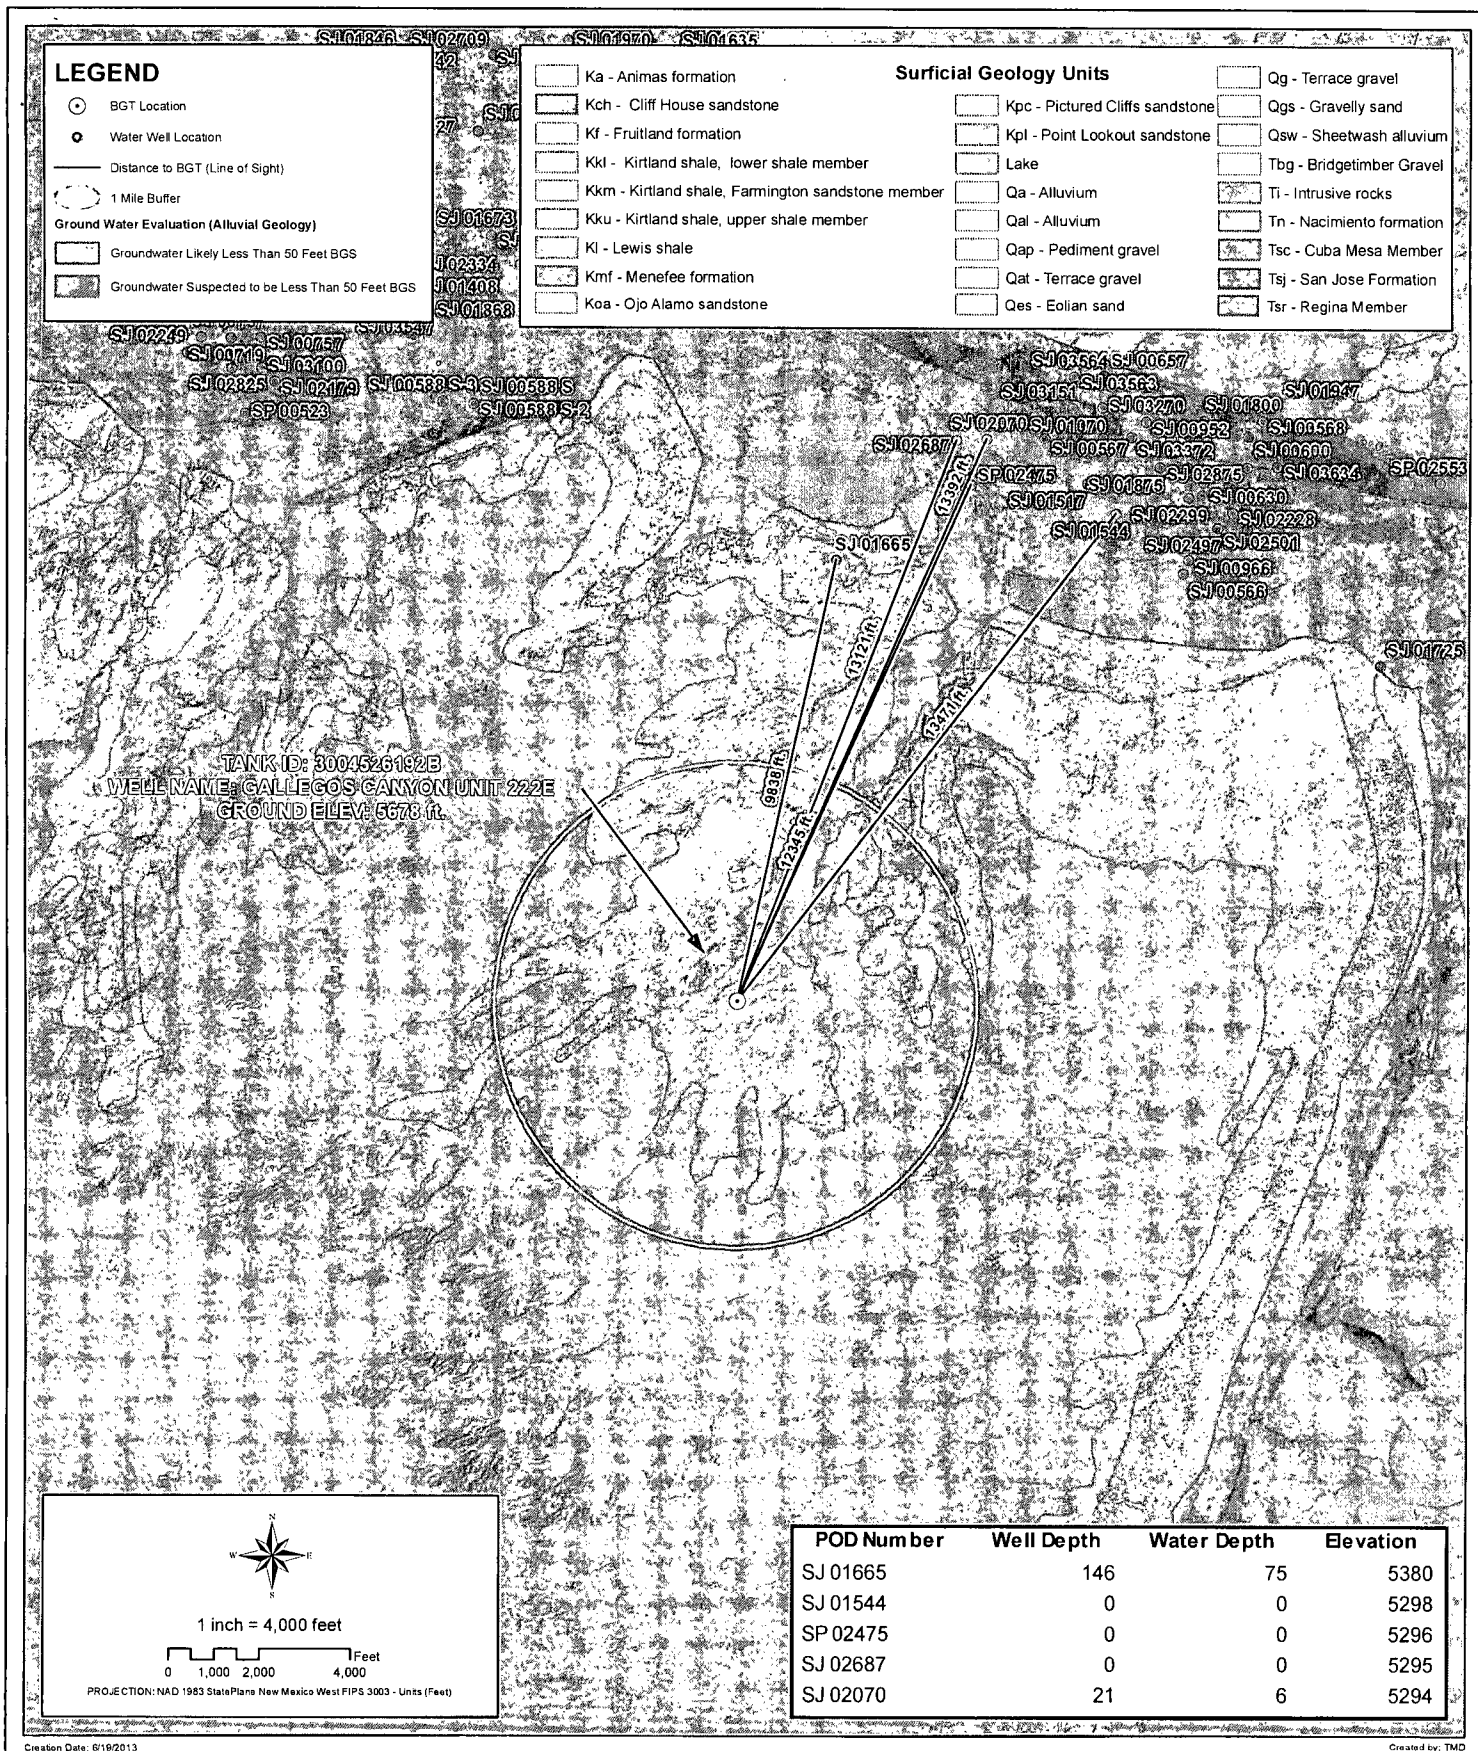 SJ 01846 SJ 02709 SJ 01970 SJ 01635
LEGEND
BGT Location
Water Well Location
Distance to BGT (Line of Sight)
1 Mile Buffer
Ground Water Evaluation (Alluvial Geology)
Groundwater Likely Less Than 50 Feet BGS
Groundwater Suspected to be Less Than 50 Feet BGS
Surficial Geology Units
Ka - Animas formation
Kch - Cliff House sandstone
Kf - Fruitland formation
Kkl - Kirtland shale, lower shale member
Kkm - Kirtland shale, Farmington sandstone member
Kku - Kirtland shale, upper shale member
Kl - Lewis shale
Kmf - Menefee formation
Koa - Ojo Alamo sandstone
Kpc - Pictured Cliffs sandstone
Kpl - Point Lookout sandstone
Lake
Qa - Alluvium
Qal - Alluvium
Qap - Pediment gravel
Qat - Terrace gravel
Qes - Eolian sand
Qg - Terrace gravel
Qgs - Gravelly sand
Qsw - Sheetwash alluvium
Tbg - Bridgetimber Gravel
Ti - Intrusive rocks
Tn - Nacimiento formation
Tsc - Cuba Mesa Member
Tsj - San Jose Formation
Tsr - Regina Member
SJ 01673
SJ 02334
SJ 01408
SJ 01868
SJ 03547
SJ 02249
SJ 00757
SJ 00719
SJ 03100
SJ 02825 SJ 02179 SJ 00588 S-3 SJ 00588 S
SP 00523 SJ 00588 S-2
SJ 03564 SJ 00657
SJ 03151 SJ 03563 SJ 01947
SJ 03270 SJ 01800
SJ 02070 SJ 01070 SJ 00952 SJ 00568
SJ 02687 SJ 00567 SJ 03372 SJ 00600
SP 02475 SJ 02875 SJ 03634 SP 02553
SJ 01517 SJ 01875 SJ 00630
SJ 01544 SJ 02299 SJ 02228
SJ 02497 SJ 02501
SJ 01665
SJ 00966
SJ 00566
SJ 01725
(13392 ft.)
(13121 ft.)
(13471 ft.)
(9838 ft.)
(12345 ft.)
TANK ID: 3004526192B
WELL NAME: GALLEGOS CANYON UNIT 222E
GROUND ELEV: 5678 ft.
N
W E
S
1 inch = 4,000 feet
Feet
0 1,000 2,000 4,000
PROJECTION: NAD 1983 StatePlane New Mexico West FIPS 3003 - Units (Feet)
POD Number Well Depth Water Depth Elevation
SJ 01665 146 75 5380
SJ 01544 0 0 5298
SP 02475 0 0 5296
SJ 02687 0 0 5295
SJ 02070 21 6 5294
Creation Date: 6/19/2013
Created by: TMD